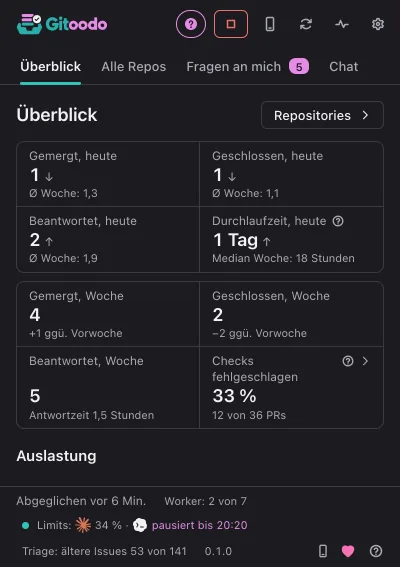 Gitoodo
Überblick Alle Repos Fragen an mich 5 Chat
Überblick
Repositories
Gemergt, heute
1 ↓
Ø Woche: 1,3
Geschlossen, heute
1 ↓
Ø Woche: 1,1
Beantwortet, heute
2 ↑
Ø Woche: 1,9
Durchlaufzeit, heute
1 Tag ↑
Median Woche: 18 Stunden
Gemergt, Woche
4
+1 ggü. Vorwoche
Geschlossen, Woche
2
−2 ggü. Vorwoche
Beantwortet, Woche
5
Antwortzeit 1,5 Stunden
Checks
fehlgeschlagen
33 %
12 von 36 PRs
Auslastung
Abgeglichen vor 6 Min. Worker: 2 von 7
Limits: 34 % · pausiert bis 20:20
Triage: ältere Issues 53 von 141 0.1.0